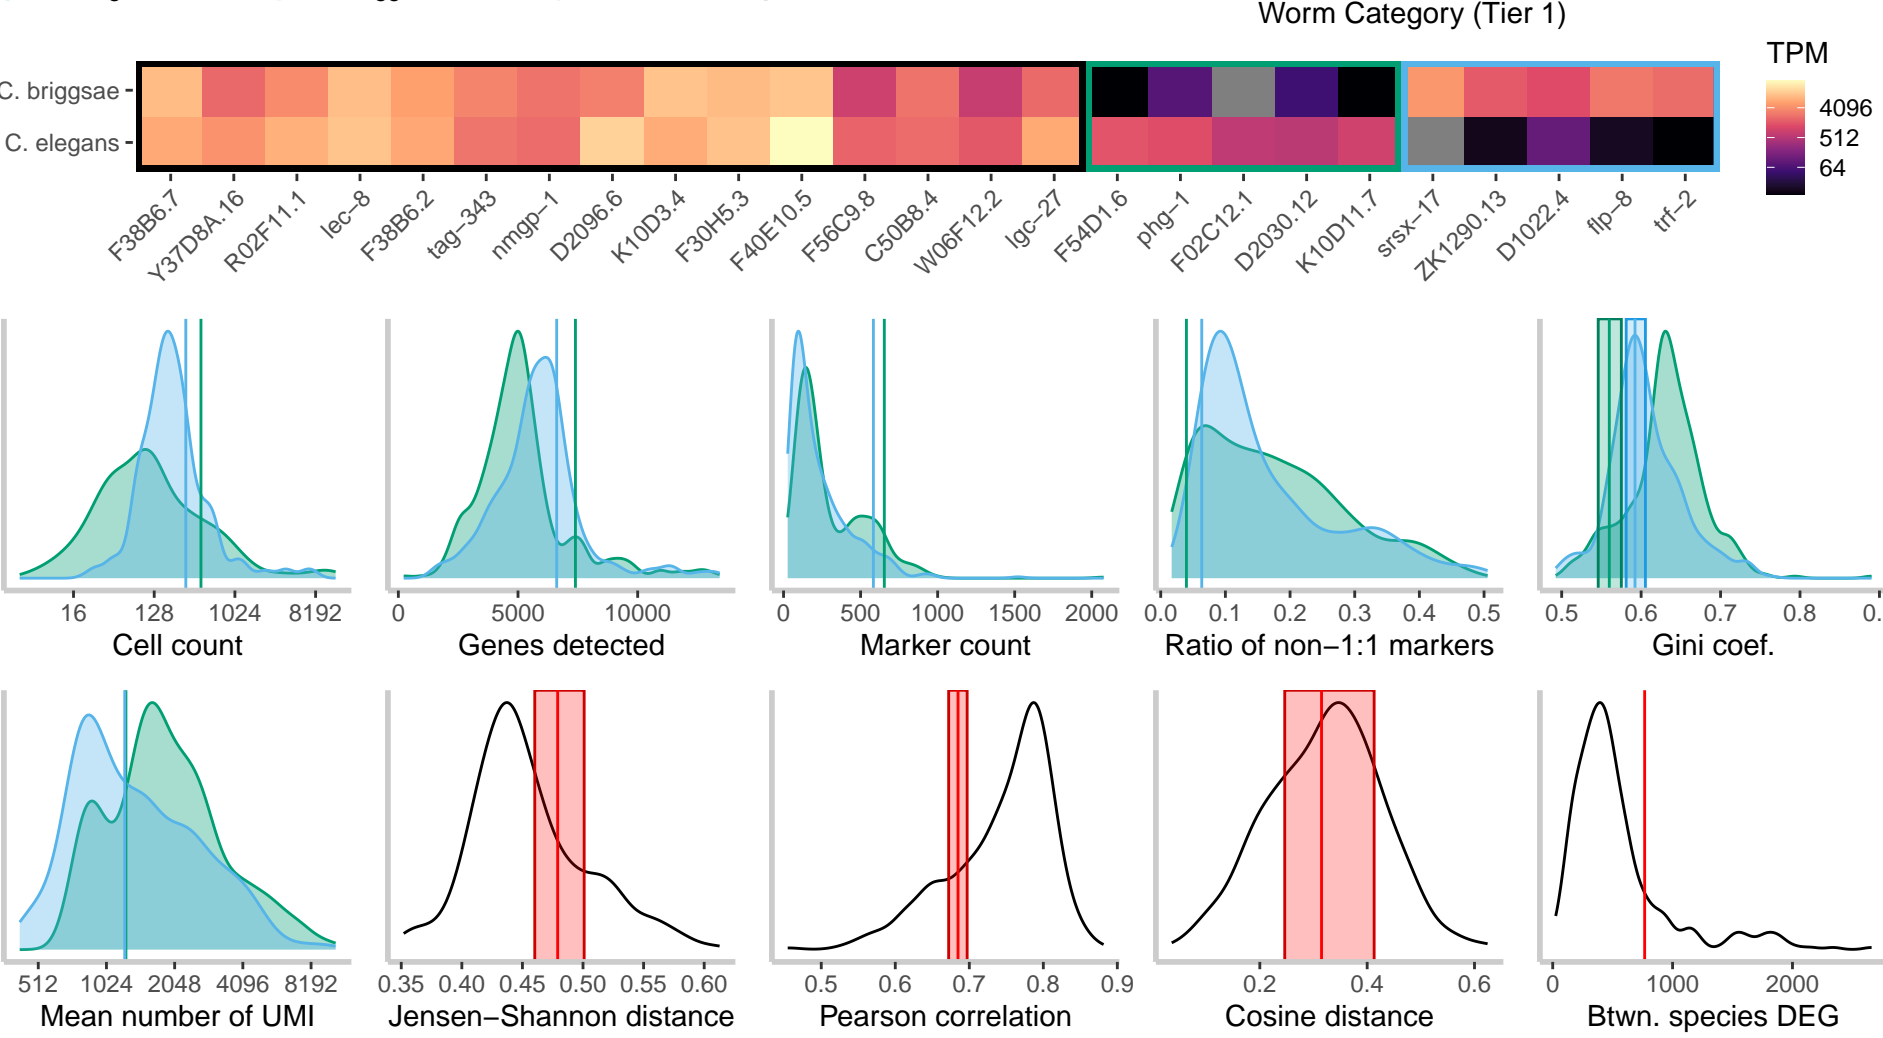 Worm Category (Tier 1)
TPM
C. briggsae
C. elegans
4096
512
64
F38B6.7
Y37D8A.16
R02F11.1
lec−8
F38B6.2
tag−343
nmgp−1
D2096.6
K10D3.4
F30H5.3
F40E10.5
F56C9.8
C50B8.4
W06F12.2
lgc−27
F54D1.6
phg−1
F02C12.1
D2030.12
K10D11.7
srsx−17
ZK1290.13
D1022.4
flp−8
trf−2
16 128 1024 8192
Cell count
0 5000 10000
Genes detected
0 500 1000 1500 2000
Marker count
0.0 0.1 0.2 0.3 0.4 0.5
Ratio of non−1:1 markers
0.5 0.6 0.7 0.8 0.
Gini coef.
512 1024 2048 4096 8192
Mean number of UMI
0.35 0.40 0.45 0.50 0.55 0.60
Jensen−Shannon distance
0.5 0.6 0.7 0.8 0.9
Pearson correlation
0.2 0.4 0.6
Cosine distance
0 1000 2000
Btwn. species DEG